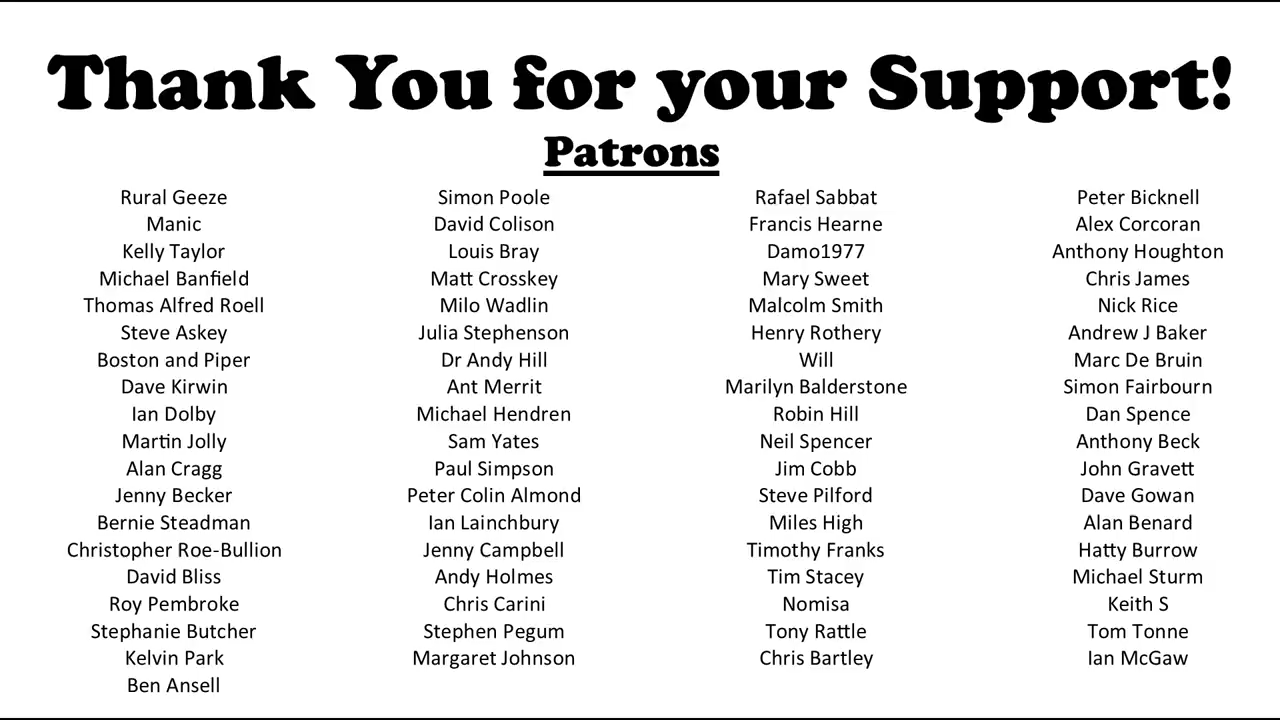 Thank You for your Support!
Patrons
Rural Geeze
Manic
Kelly Taylor
Michael Banfield
Thomas Alfred Roell
Steve Askey
Boston and Piper
Dave Kirwin
Ian Dolby
Martin Jolly
Alan Cragg
Jenny Becker
Bernie Steadman
Christopher Roe-Bullion
David Bliss
Roy Pembroke
Stephanie Butcher
Kelvin Park
Ben Ansell
Simon Poole
David Colison
Louis Bray
Matt Crosskey
Milo Wadlin
Julia Stephenson
Dr Andy Hill
Ant Merrit
Michael Hendren
Sam Yates
Paul Simpson
Peter Colin Almond
Ian Lainchbury
Jenny Campbell
Andy Holmes
Chris Carini
Stephen Pegum
Margaret Johnson
Rafael Sabbat
Francis Hearne
Damo1977
Mary Sweet
Malcolm Smith
Henry Rothery
Will
Marilyn Balderstone
Robin Hill
Neil Spencer
Jim Cobb
Steve Pilford
Miles High
Timothy Franks
Tim Stacey
Nomisa
Tony Rattle
Chris Bartley
Peter Bicknell
Alex Corcoran
Anthony Houghton
Chris James
Nick Rice
Andrew J Baker
Marc De Bruin
Simon Fairbourn
Dan Spence
Anthony Beck
John Gravett
Dave Gowan
Alan Benard
Hatty Burrow
Michael Sturm
Keith S
Tom Tonne
Ian McGaw